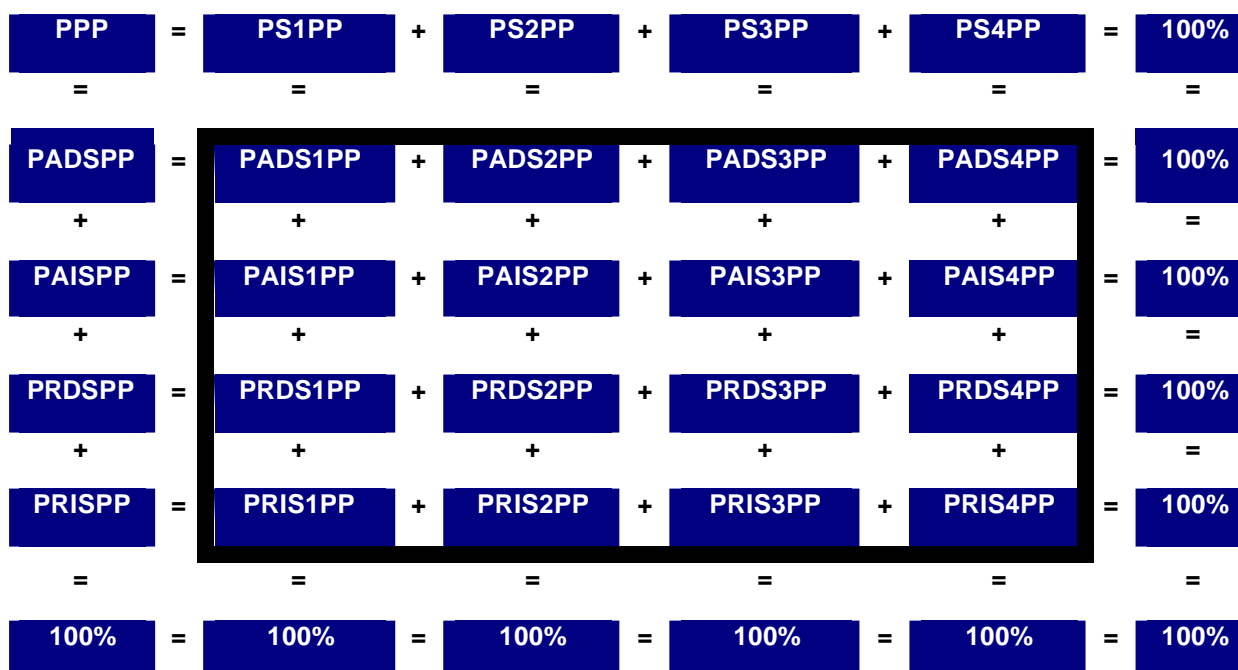 PPP = PS1PP + PS2PP + PS3PP + PS4PP = 100%
= = = = = =
PADSPP = PADS1PP + PADS2PP + PADS3PP + PADS4PP = 100%
+ + + + + =
PAISPP = PAIS1PP + PAIS2PP + PAIS3PP + PAIS4PP = 100%
+ + + + + =
PRDSPP = PRDS1PP + PRDS2PP + PRDS3PP + PRDS4PP = 100%
+ + + + + =
PRISPP = PRIS1PP + PRIS2PP + PRIS3PP + PRIS4PP = 100%
= = = = = =
100% = 100% = 100% = 100% = 100% = 100%